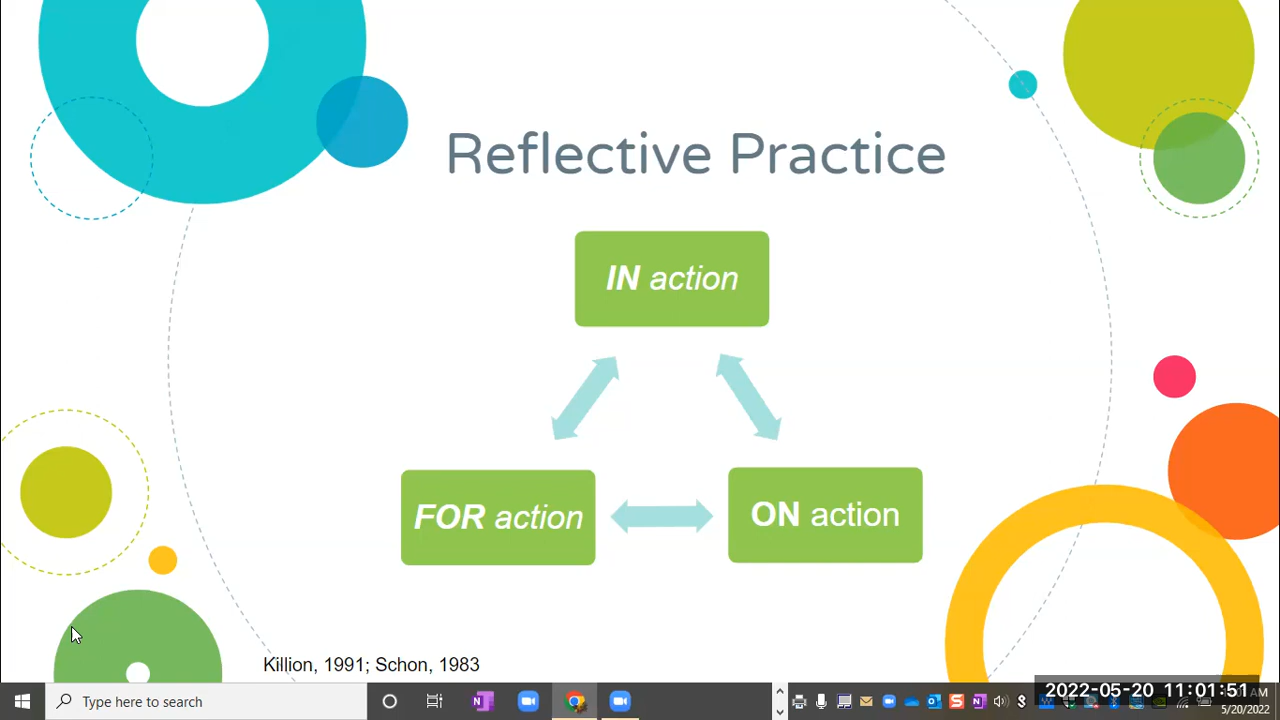 Reflective Practice
IN action
FOR action
ON action
Killion, 1991; Schon, 1983
Type here to search
2022-05-20 11:01:51 AM
5/20/2022